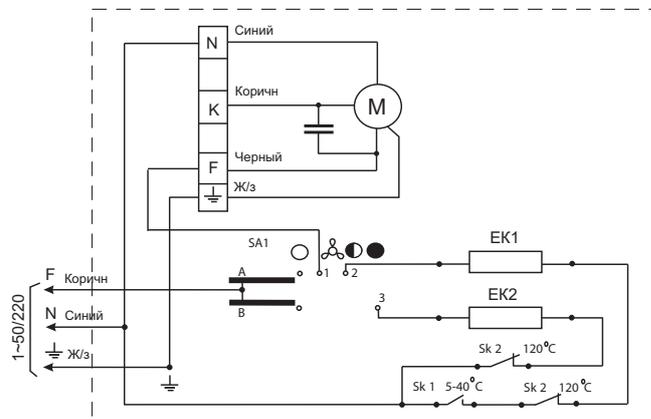 Синий
N
Коричн
K
M
Черный
F
Ж/з
SA1
EK1
A
1
2
F
Коричн
B
3
EK2
N
Синий
1~50/220
Ж/з
Sk 2
120°C
Sk 1
5-40°C
Sk 2
120°C